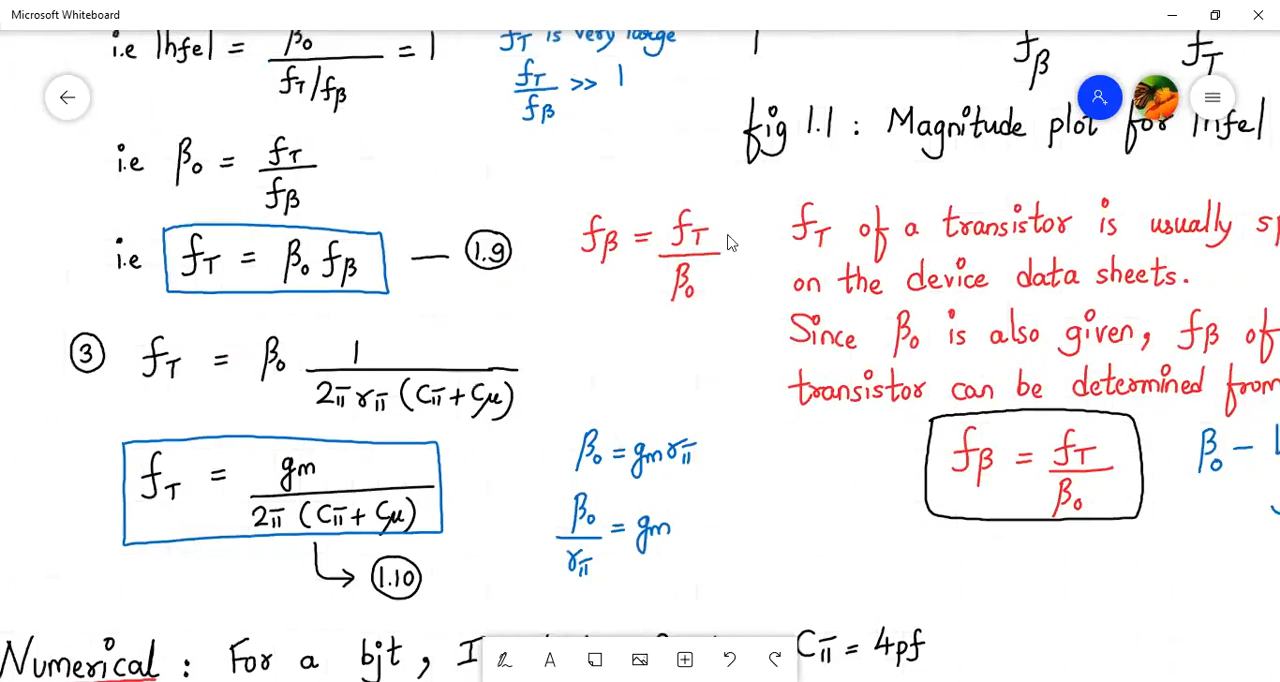 Microsoft Whiteboard
i.e |hfe| = β₀ / (fT/fβ) = 1
fT is very large
fT/fβ >> 1
1
fβ fT
fig 1.1 : Magnitude plot for |hfe|
i.e β₀ = fT/fβ
i.e fT = β₀ fβ — 1.9
fβ = fT/β₀
fT of a transistor is usually
on the device data sheets.
Since β₀ is also given, fβ of
transistor can be determined from
fβ = fT/β₀
β₀ -
3 fT = β₀ 1 / (2π rπ (Cπ + Cμ))
fT = gm / (2π (Cπ + Cμ))
1.10
β₀ = gm rπ
β₀/rπ = gm
Numerical : For a bjt, I Cπ = 4pf